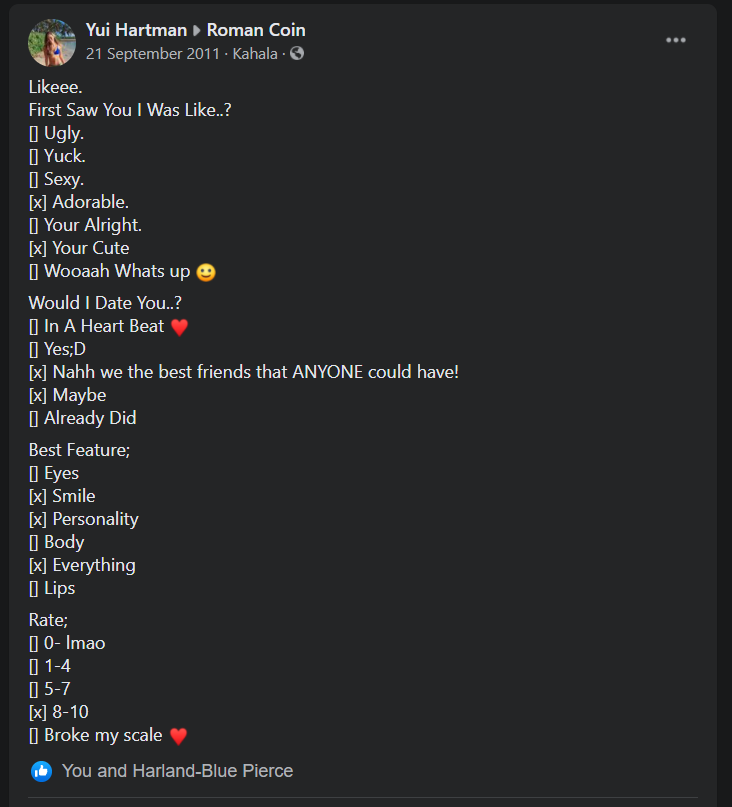 Yui Hartman ▸ Roman Coin
21 September 2011 · Kahala ·
Likeee.
First Saw You I Was Like..?
[] Ugly.
[] Yuck.
[] Sexy.
[x] Adorable.
[] Your Alright.
[x] Your Cute
[] Wooaah Whats up 🙂
Would I Date You..?
[] In A Heart Beat ❤️
[] Yes;D
[x] Nahh we the best friends that ANYONE could have!
[x] Maybe
[] Already Did
Best Feature;
[] Eyes
[x] Smile
[x] Personality
[] Body
[x] Everything
[] Lips
Rate;
[] 0- lmao
[] 1-4
[] 5-7
[x] 8-10
[] Broke my scale ❤️
You and Harland-Blue Pierce